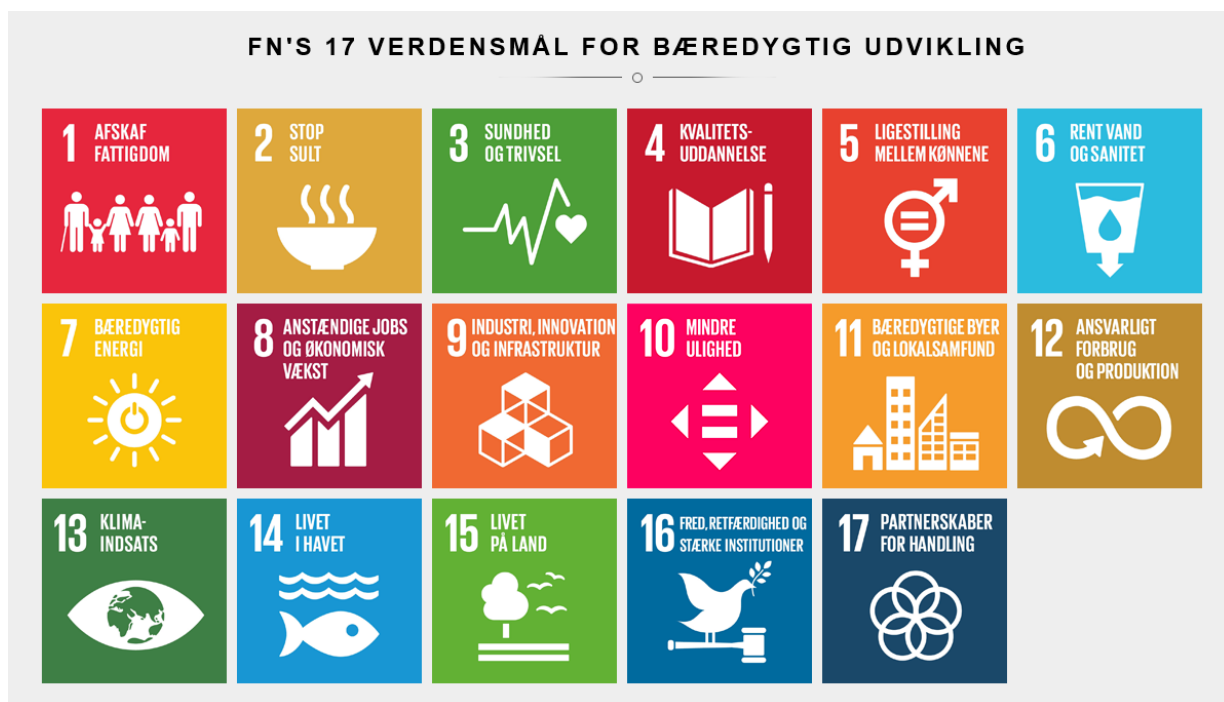 FN'S 17 VERDENSMÅL FOR BÆREDYGTIG UDVIKLING
1 AFSKAF
FATTIGDOM
2 STOP
SULT
3 SUNDHED
OG TRIVSEL
4 KVALITETS-
UDDANNELSE
5 LIGESTILLING
MELLEM KØNNENE
6 RENT VAND
OG SANITET
7 BÆREDYGTIG
ENERGI
8 ANSTÆNDIGE JOBS
OG ØKONOMISK
VÆKST
9 INDUSTRI, INNOVATION
OG INFRASTRUKTUR
10 MINDRE
ULIGHED
11 BÆREDYGTIGE BYER
OG LOKALSAMFUND
12 ANSVARLIGT
FORBRUG
OG PRODUKTION
13 KLIMA-
INDSATS
14 LIVET
I HAVET
15 LIVET
PÅ LAND
16 FRED, RETFÆRDIGHED OG
STÆRKE INSTITUTIONER
17 PARTNERSKABER
FOR HANDLING